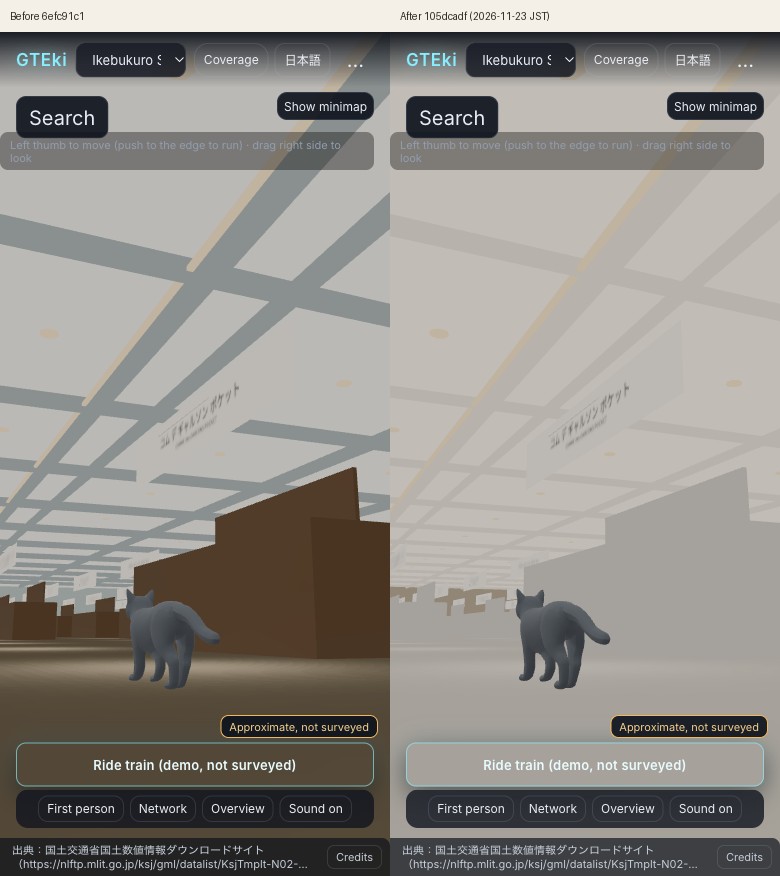 Before 6efc91c1
GTEki
Ikebukuro S
Coverage
日本語
...
Search
Show minimap
Left thumb to move (push to the edge to run) · drag right side to
look
コムデギャルソンポケット
Approximate, not surveyed
Ride train (demo, not surveyed)
First person
Network
Overview
Sound on
出典：国土交通省国土数値情報ダウンロードサイト
（https://nlftp.mlit.go.jp/ksj/gml/datalist/KsjTmplt-N02-...
Credits
After 105dcadf (2026-11-23 JST)
GTEki
Ikebukuro S
Coverage
日本語
...
Search
Show minimap
Left thumb to move (push to the edge to run) · drag right side to
look
コムデギャルソンポケット
Approximate, not surveyed
Ride train (demo, not surveyed)
First person
Network
Overview
Sound on
出典：国土交通省国土数値情報ダウンロードサイト
（https://nlftp.mlit.go.jp/ksj/gml/datalist/KsjTmplt-N02-...
Credits